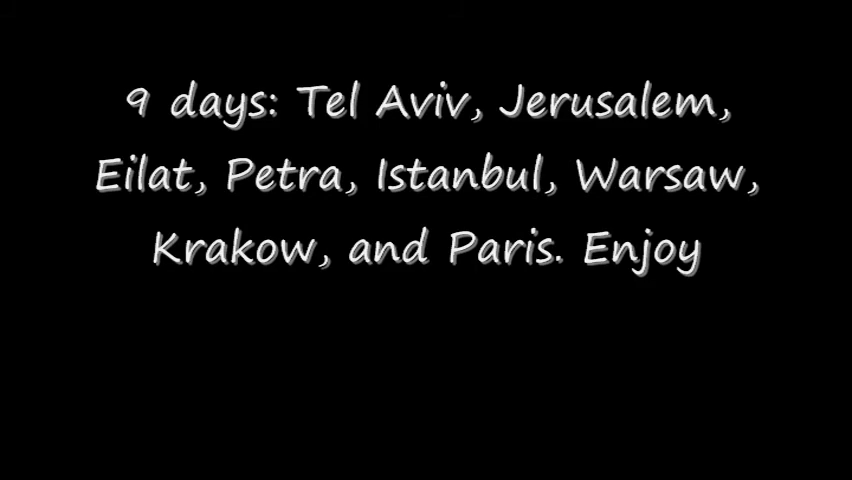 9 days: Tel Aviv, Jerusalem,
Eilat, Petra, Istanbul, Warsaw,
Krakow, and Paris. Enjoy